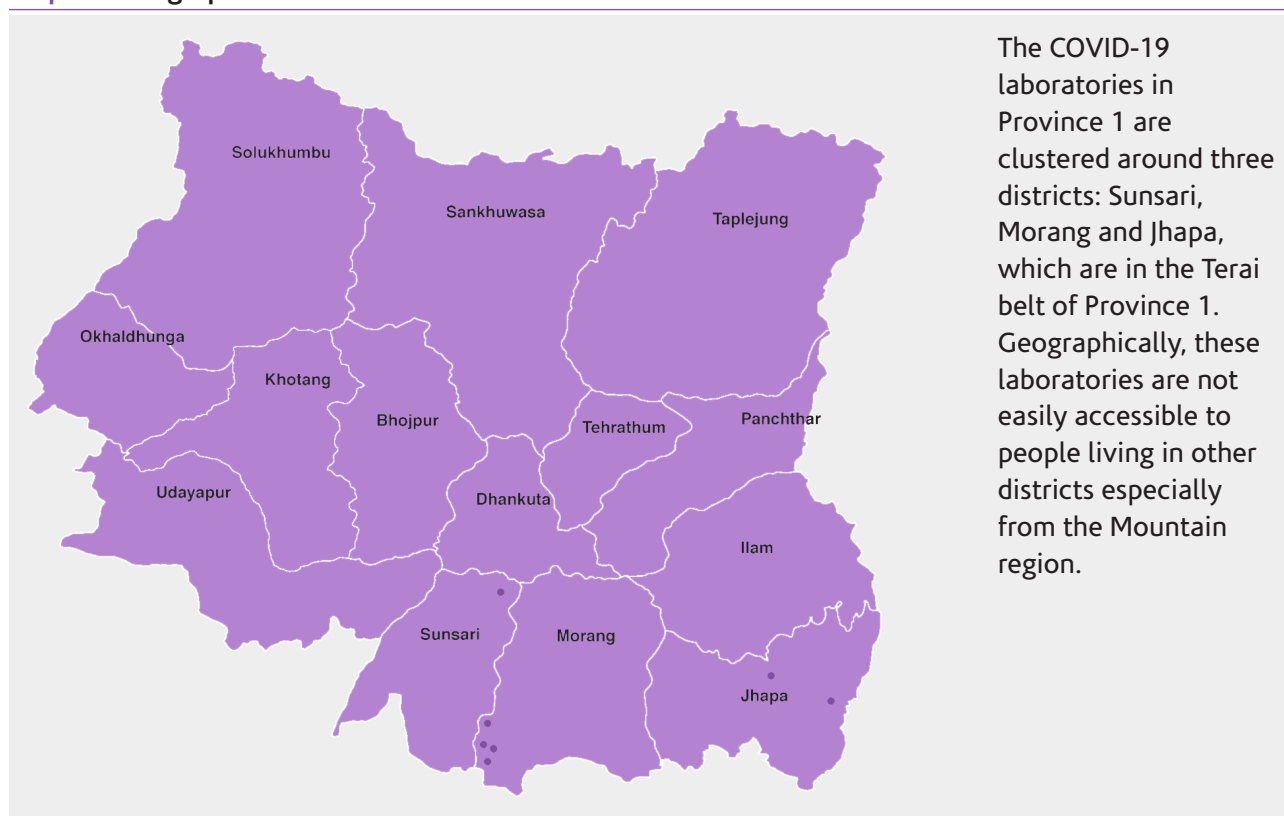 Solukhumbu
Sankhuwasa
Taplejung
Okhaldhunga
Khotang
Bhojpur
Tehrathum
Panchthar
Udayapur
Dhankuta
Ilam
Sunsari
Morang
Jhapa
The COVID-19
laboratories in
Province 1 are
clustered around three
districts: Sunsari,
Morang and Jhapa,
which are in the Terai
belt of Province 1.
Geographically, these
laboratories are not
easily accessible to
people living in other
districts especially
from the Mountain
region.